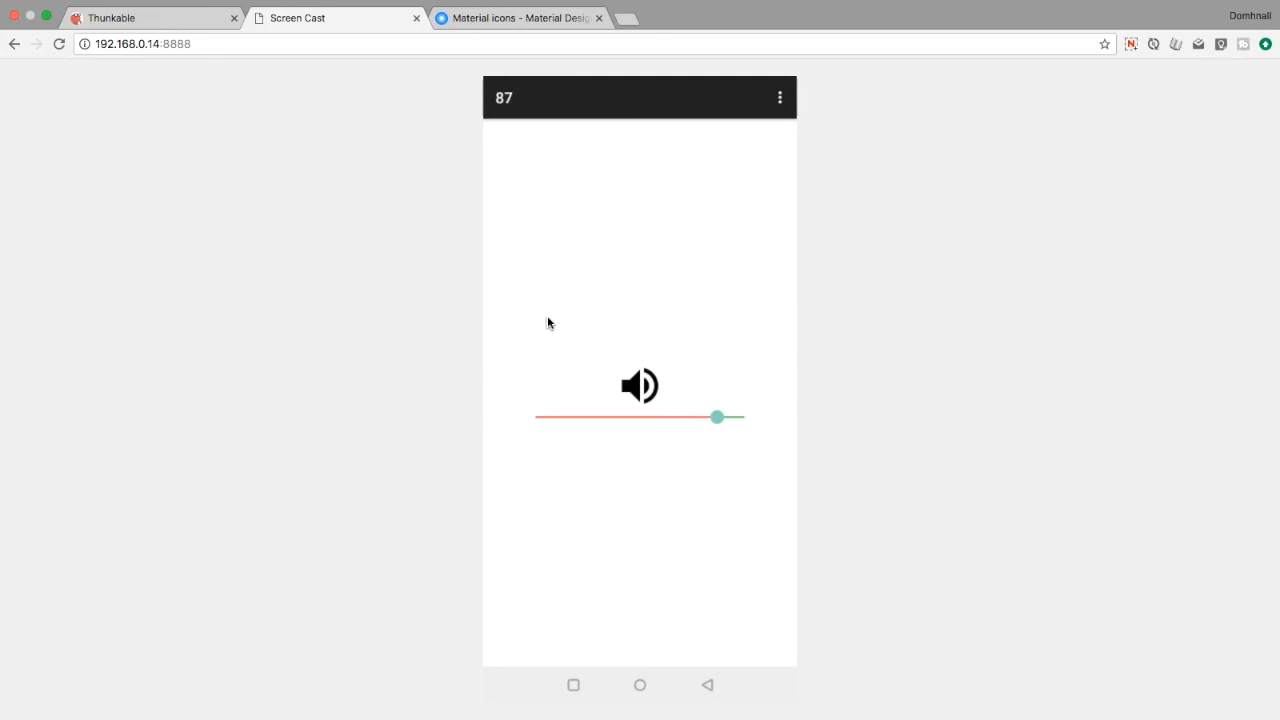 Thunkable
Screen Cast
Material icons - Material Desig
Domhnall
192.168.0.14:8888
87